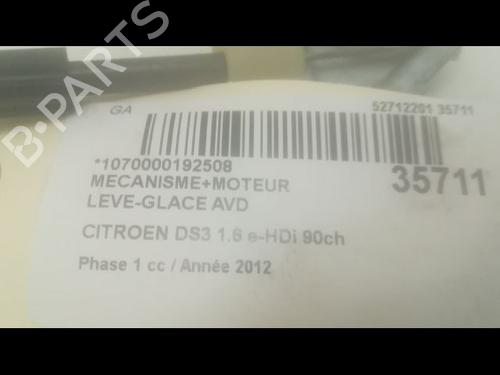 GA
52712201 35711
*1070000192508
MECANISME+MOTEUR
35711
LEVE-GLACE AVD
CITROEN DS3 1.6 e-HDi 90ch
Phase 1 cc / Année 2012
B-PARTS